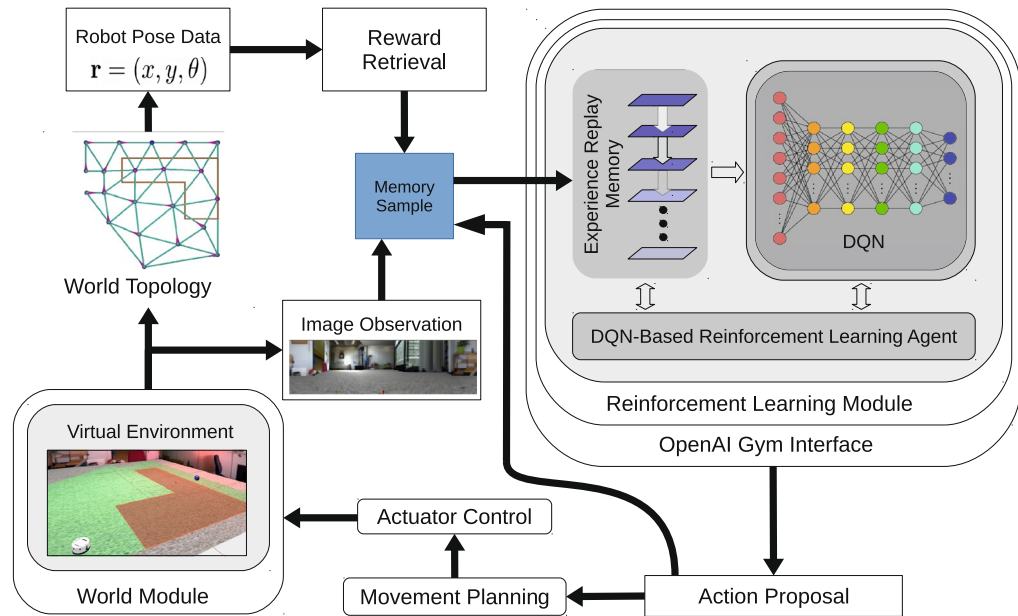 Robot Pose Data
r = (x, y, θ)
Reward
Retrieval
World Topology
Memory
Sample
Image Observation
Experience Replay
Memory
DQN
DQN-Based Reinforcement Learning Agent
Reinforcement Learning Module
OpenAI Gym Interface
Virtual Environment
World Module
Actuator Control
Movement Planning
Action Proposal